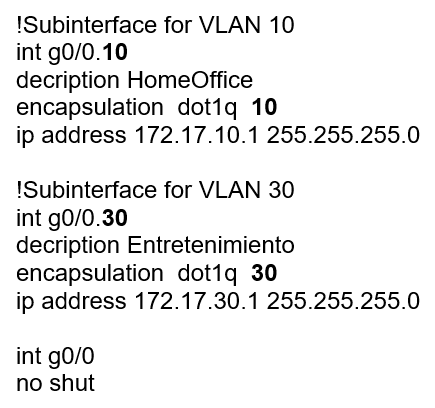 !Subinterface for VLAN 10
int g0/0.10
decription HomeOffice
encapsulation  dot1q  10
ip address 172.17.10.1 255.255.255.0

!Subinterface for VLAN 30
int g0/0.30
decription Entretenimiento
encapsulation  dot1q  30
ip address 172.17.30.1 255.255.255.0

int g0/0
no shut